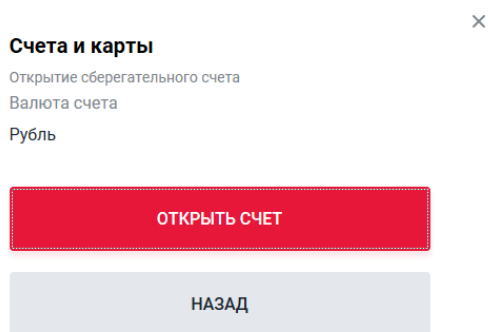 Счета и карты
Открытие сберегательного счета
Валюта счета
Рубль
ОТКРЫТЬ СЧЕТ
НАЗАД